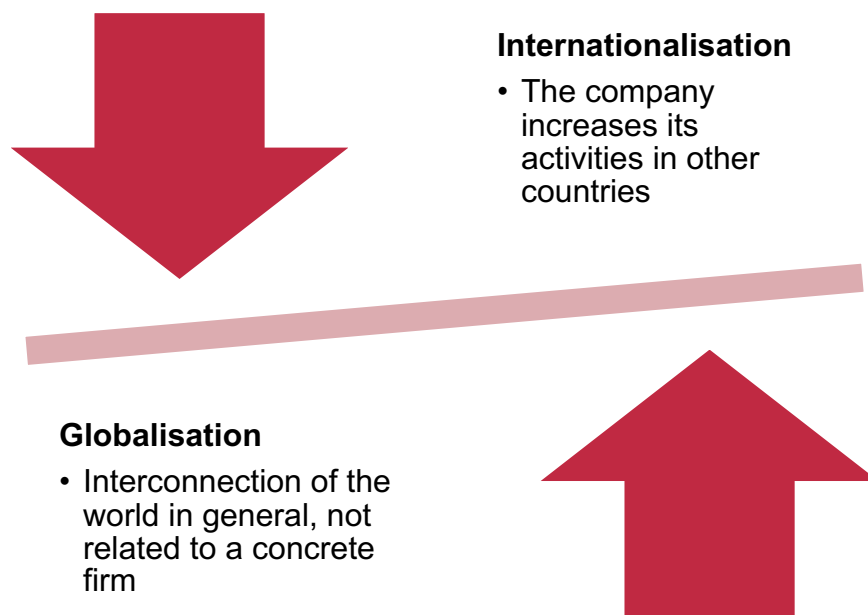 Internationalisation
• The company
increases its
activities in other
countries
Globalisation
• Interconnection of the
world in general, not
related to a concrete
firm